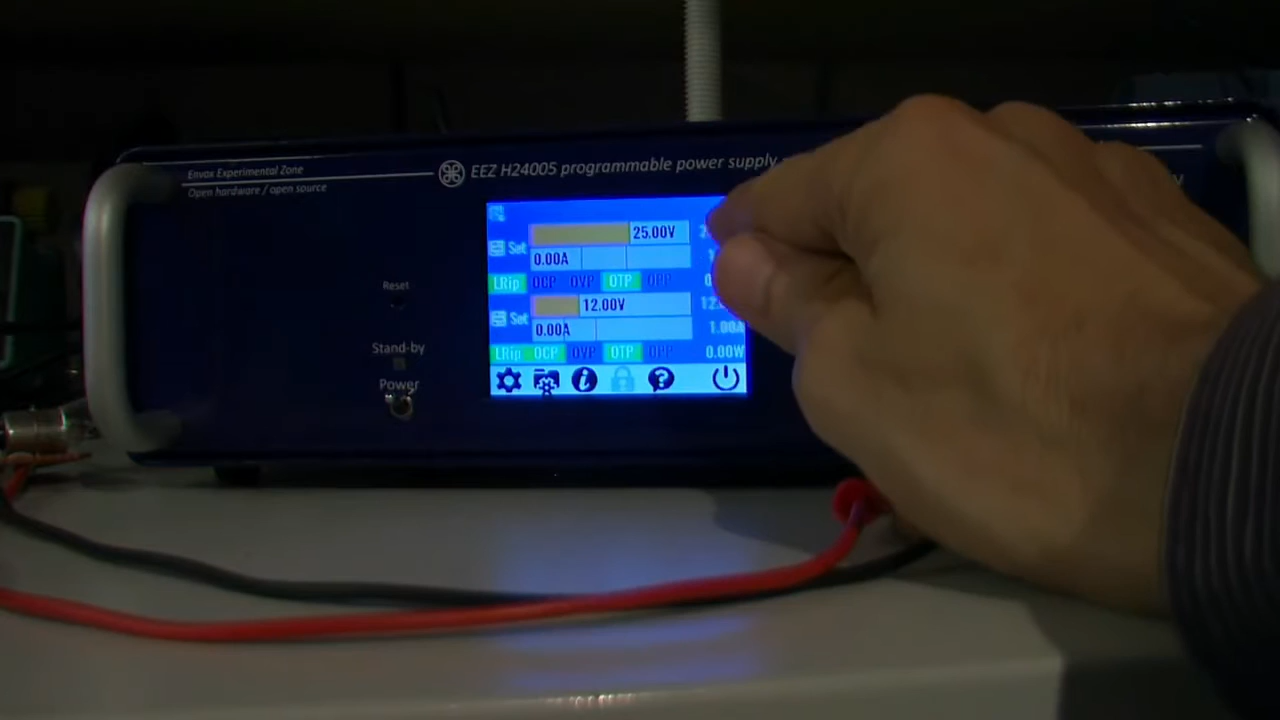 Envox Experimental Zone
Open hardware / open source
EEZ H24005 programmable power supply
Reset
Stand-by
Power
25.00V
Set
0.00A
LRip OCP OVP OTP OPP
12.00V
Set
0.00A
1.00A
LRip OCP OVP OTP OPP
0.00W